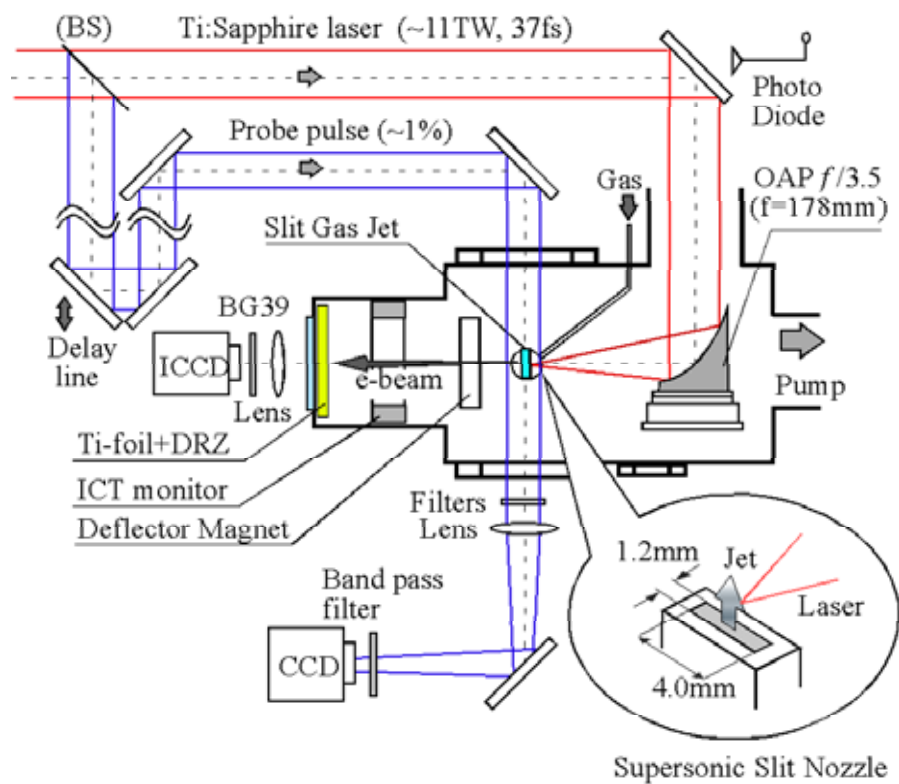 (BS)
Ti:Sapphire laser (~11TW, 37fs)
Photo
Diode
Probe pulse (~1%)
Gas
OAP f/3.5
(f=178mm)
Slit Gas Jet
BG39
Delay
line
ICCD
e-beam
Pump
Lens
Ti-foil+DRZ
ICT monitor
Deflector Magnet
Filters
Lens
1.2mm
Jet
Laser
Band pass
filter
CCD
4.0mm
Supersonic Slit Nozzle